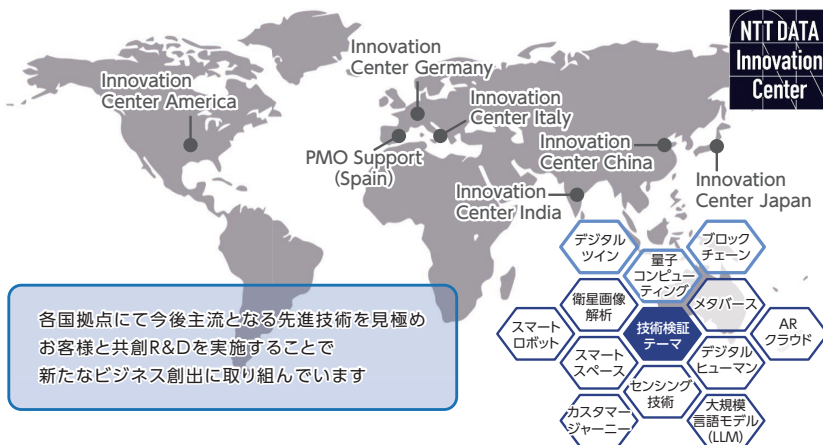 NTT DATA
Innovation
Center
Innovation
Center America
Innovation
Center Germany
Innovation
Center Italy
PMO Support
(Spain)
Innovation
Center China
Innovation
Center India
Innovation
Center Japan
各国拠点にて今後主流となる先進技術を見極め
お客様と共創R&Dを実施することで
新たなビジネス創出に取り組んでいます
デジタル
ツイン
量子
コンピュー
ティング
ブロック
チェーン
衛星画像
解析
メタバース
スマート
ロボット
技術検証
テーマ
AR
クラウド
スマート
スペース
デジタル
ヒューマン
センシング
技術
カスタマー
ジャーニー
大規模
言語モデル
(LLM)